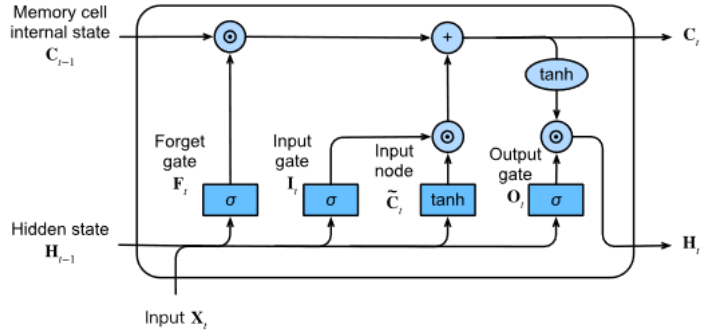 Memory cell
internal state
C_{t-1}
⊙
+
C_t
tanh
Forget
gate
F_t
Input
gate
I_t
⊙
Input
node
C̃_t
Output
gate
O_t
⊙
σ
σ
tanh
σ
Hidden state
H_{t-1}
H_t
Input X_t